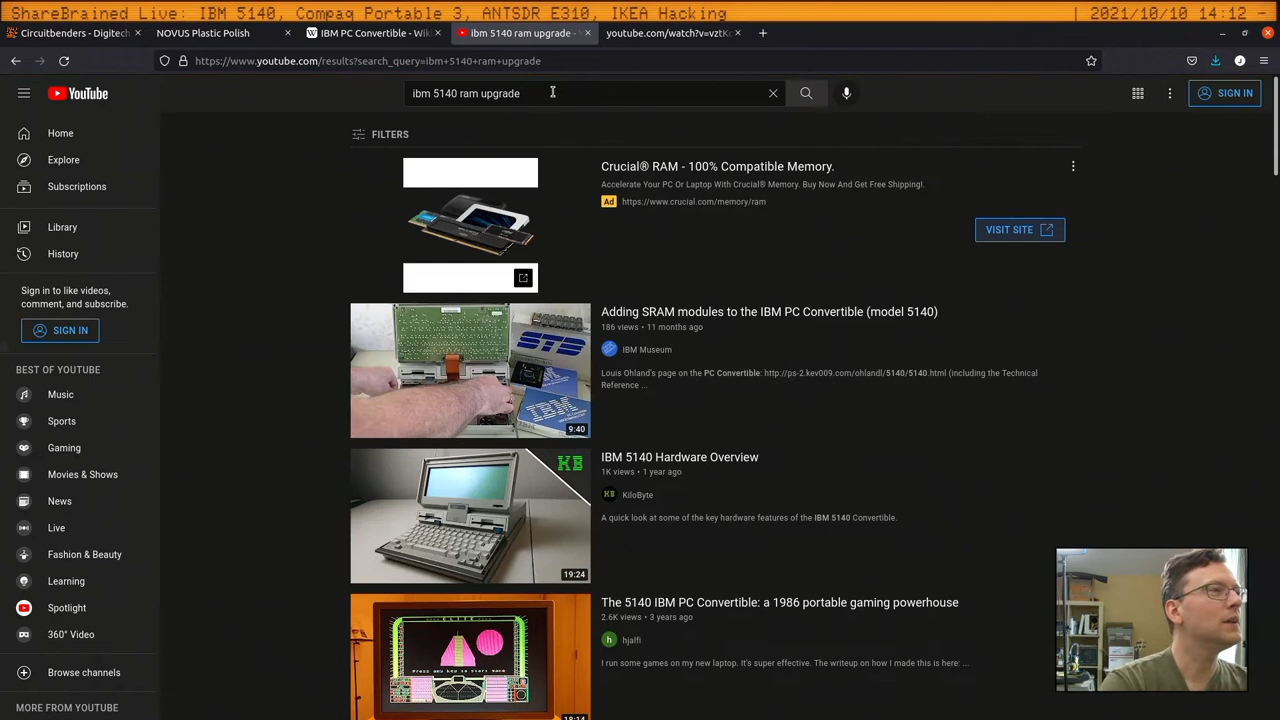 ShareBrained Live: IBM 5140, Compaq Portable 3, ANTSDR E310, IKEA Hacking | 2021/10/10 14:12 -
Circuitbenders - Digitech
NOVUS Plastic Polish
IBM PC Convertible - Wiki
ibm 5140 ram upgrade -
youtube.com/watch?v=vztK
https://www.youtube.com/results?search_query=ibm+5140+ram+upgrade
YouTube
ibm 5140 ram upgrade
SIGN IN
Home
Explore
Subscriptions
Library
History
Sign in to like videos,
comment, and subscribe.
SIGN IN
BEST OF YOUTUBE
Music
Sports
Gaming
Movies & Shows
News
Live
Fashion & Beauty
Learning
Spotlight
360° Video
Browse channels
MORE FROM YOUTUBE
FILTERS
Crucial® RAM - 100% Compatible Memory.
Accelerate Your PC Or Laptop With Crucial® Memory. Buy Now And Get Free Shipping!.
Ad https://www.crucial.com/memory/ram
VISIT SITE
STB
IBM
9:40
Adding SRAM modules to the IBM PC Convertible (model 5140)
186 views • 11 months ago
IBM Museum
Louis Ohland's page on the PC Convertible: http://ps-2.kev009.com/ohlandl/5140/5140.html (including the Technical
Reference ...
KB
19:24
IBM 5140 Hardware Overview
1K views • 1 year ago
KB KiloByte
A quick look at some of the key hardware features of the IBM 5140 Convertible.
18:14
The 5140 IBM PC Convertible: a 1986 portable gaming powerhouse
2.6K views • 3 years ago
h hjalfi
I run some games on my new laptop. It's super effective. The writeup on how I made this is here: ...